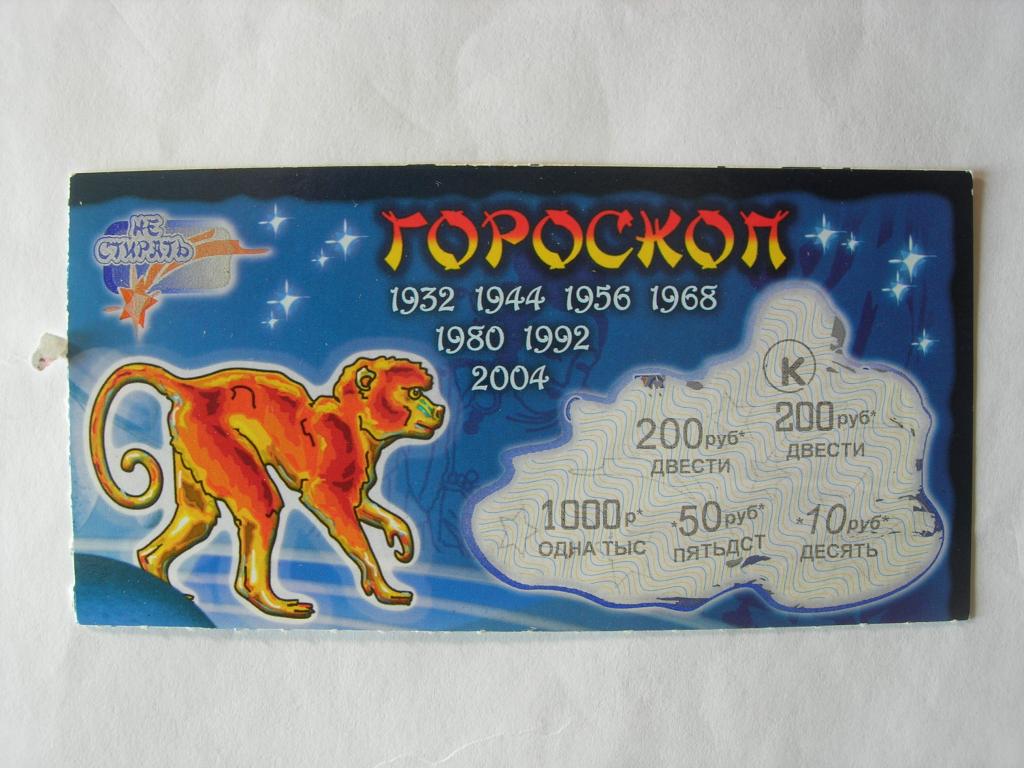 НЕ
СТИРАТЬ
ГОРОСКОП
1932 1944 1956 1968
1980 1992
2004
K
200руб* 200руб*
ДВЕСТИ ДВЕСТИ
1000р* *50руб* *10руб*
ОДНА ТЫС ПЯТЬДСТ ДЕСЯТЬ